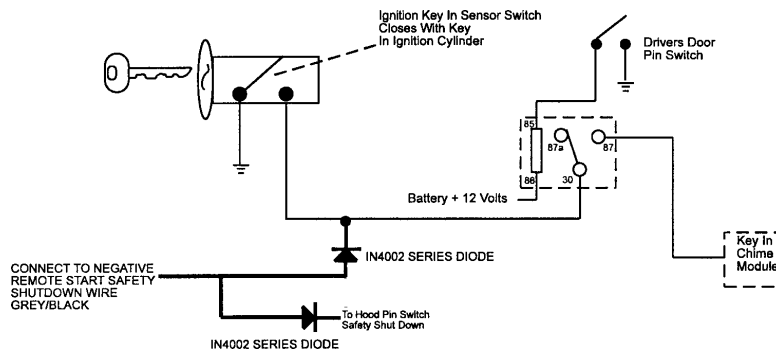 Ignition Key In Sensor Switch
Closes With Key
In Ignition Cylinder
Drivers Door
Pin Switch
85
87a
87
88
30
Battery + 12 Volts
IN4002 SERIES DIODE
Key In
Chime
Module
CONNECT TO NEGATIVE
REMOTE START SAFETY
SHUTDOWN WIRE
GREY/BLACK
To Hood Pin Switch
Safety Shut Down
IN4002 SERIES DIODE